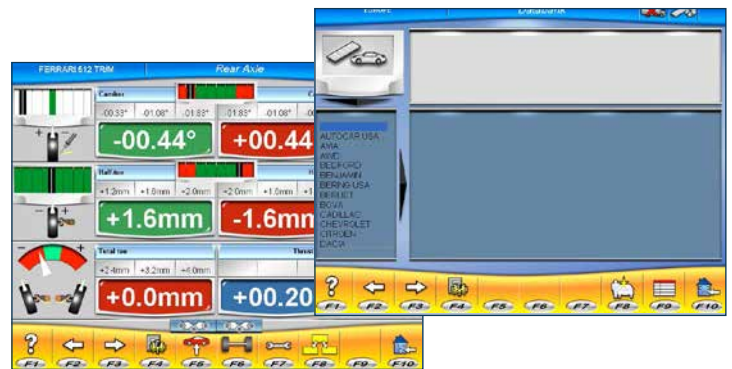 FERRARI 612 TRIM Rear Axle
Camber
-00.33° -01.08° -01.83° -01.83° -01.08°
-00.44° +00.44
Half toe
+1.2mm +1.6mm +2.0mm +2.0mm +1.6mm
+1.6mm -1.6mm
Total toe Thrust
+2.4mm +3.2mm +4.0mm
+0.0mm +00.20
F1 F2 F3 F4 F5 F6 F7 F8 F9 F10
Databank
AUTOCAR USA
AVIA
AWD
BEDFORD
BENJAMIN
BERING USA
BERLIET
BOVA
CADILLAC
CHEVROLET
CITROEN
DACIA
F1 F2 F3 F4 F5 F6 F7 F8 F9 F10